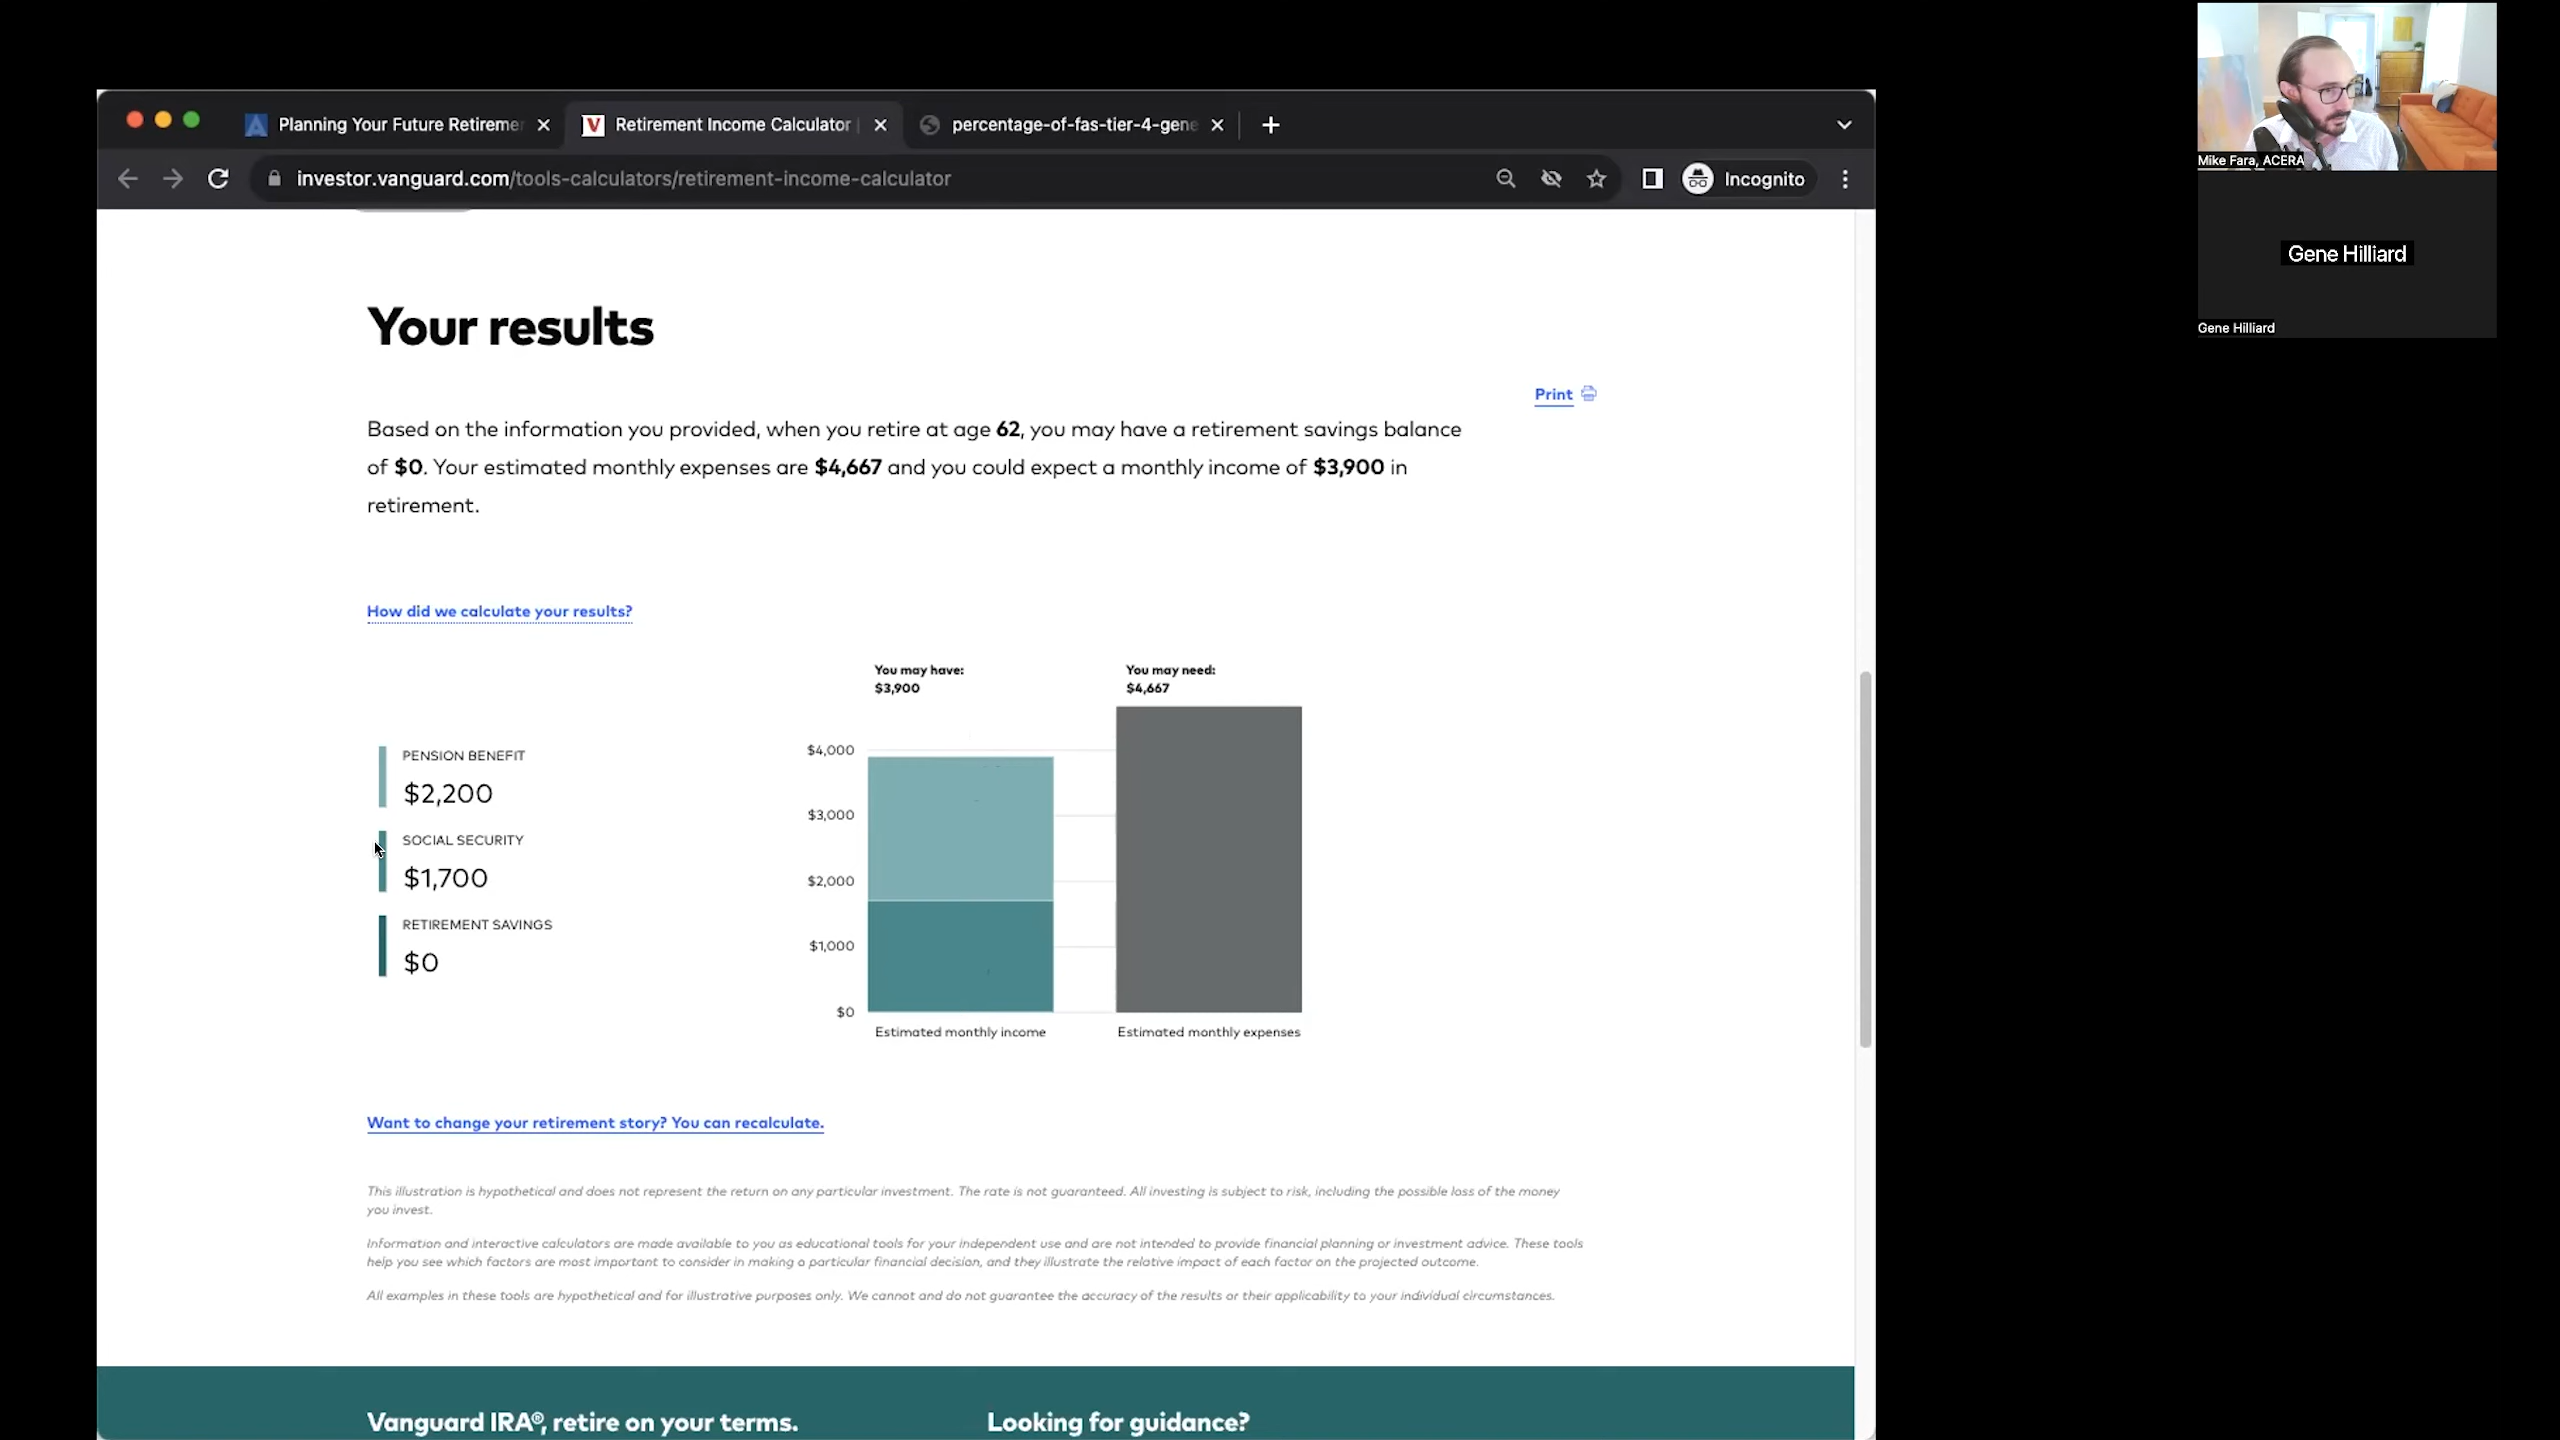 Planning Your Future Retiremen
Retirement Income Calculator |
percentage-of-fas-tier-4-gene
investor.vanguard.com/tools-calculators/retirement-income-calculator
Incognito
Mike Fara, ACERA
Gene Hilliard
Gene Hilliard
Your results
Print
Based on the information you provided, when you retire at age 62, you may have a retirement savings balance
of $0. Your estimated monthly expenses are $4,667 and you could expect a monthly income of $3,900 in
retirement.
How did we calculate your results?
You may have:
$3,900
You may need:
$4,667
PENSION BENEFIT
$2,200
SOCIAL SECURITY
$1,700
RETIREMENT SAVINGS
$0
$4,000
$3,000
$2,000
$1,000
$0
Estimated monthly income
Estimated monthly expenses
Want to change your retirement story? You can recalculate.
This illustration is hypothetical and does not represent the return on any particular investment. The rate is not guaranteed. All investing is subject to risk, including the possible loss of the money
you invest.
Information and interactive calculators are made available to you as educational tools for your independent use and are not intended to provide financial planning or investment advice. These tools
help you see which factors are most important to consider in making a particular financial decision, and they illustrate the relative impact of each factor on the projected outcome.
All examples in these tools are hypothetical and for illustrative purposes only. We cannot and do not guarantee the accuracy of the results or their applicability to your individual circumstances.
Vanguard IRA®, retire on your terms.
Looking for guidance?